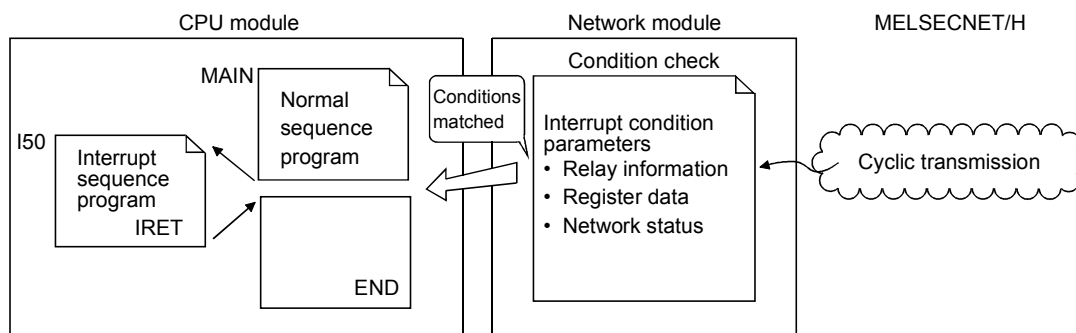 CPU module
Network module
MELSECNET/H
MAIN
Normal
sequence
program
I50
Interrupt
sequence
program
IRET
END
Conditions
matched
Condition check
Interrupt condition
parameters
• Relay information
• Register data
• Network status
Cyclic transmission